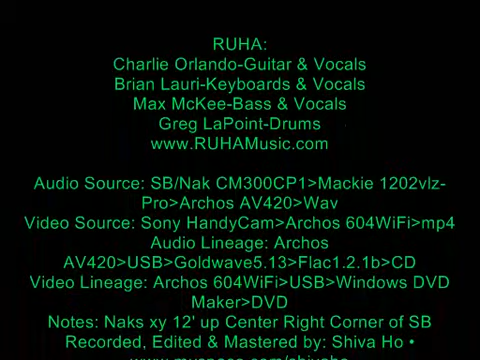 RUHA:
Charlie Orlando-Guitar & Vocals
Brian Lauri-Keyboards & Vocals
Max McKee-Bass & Vocals
Greg LaPoint-Drums
www.RUHAMusic.com
Audio Source: SB/Nak CM300CP1>Mackie 1202vlz-
Pro>Archos AV420>Wav
Video Source: Sony HandyCam>Archos 604WiFi>mp4
Audio Lineage: Archos
AV420>USB>Goldwave5.13>Flac1.2.1b>CD
Video Lineage: Archos 604WiFi>USB>Windows DVD
Maker>DVD
Notes: Naks xy 12' up Center Right Corner of SB
Recorded, Edited & Mastered by: Shiva Ho •